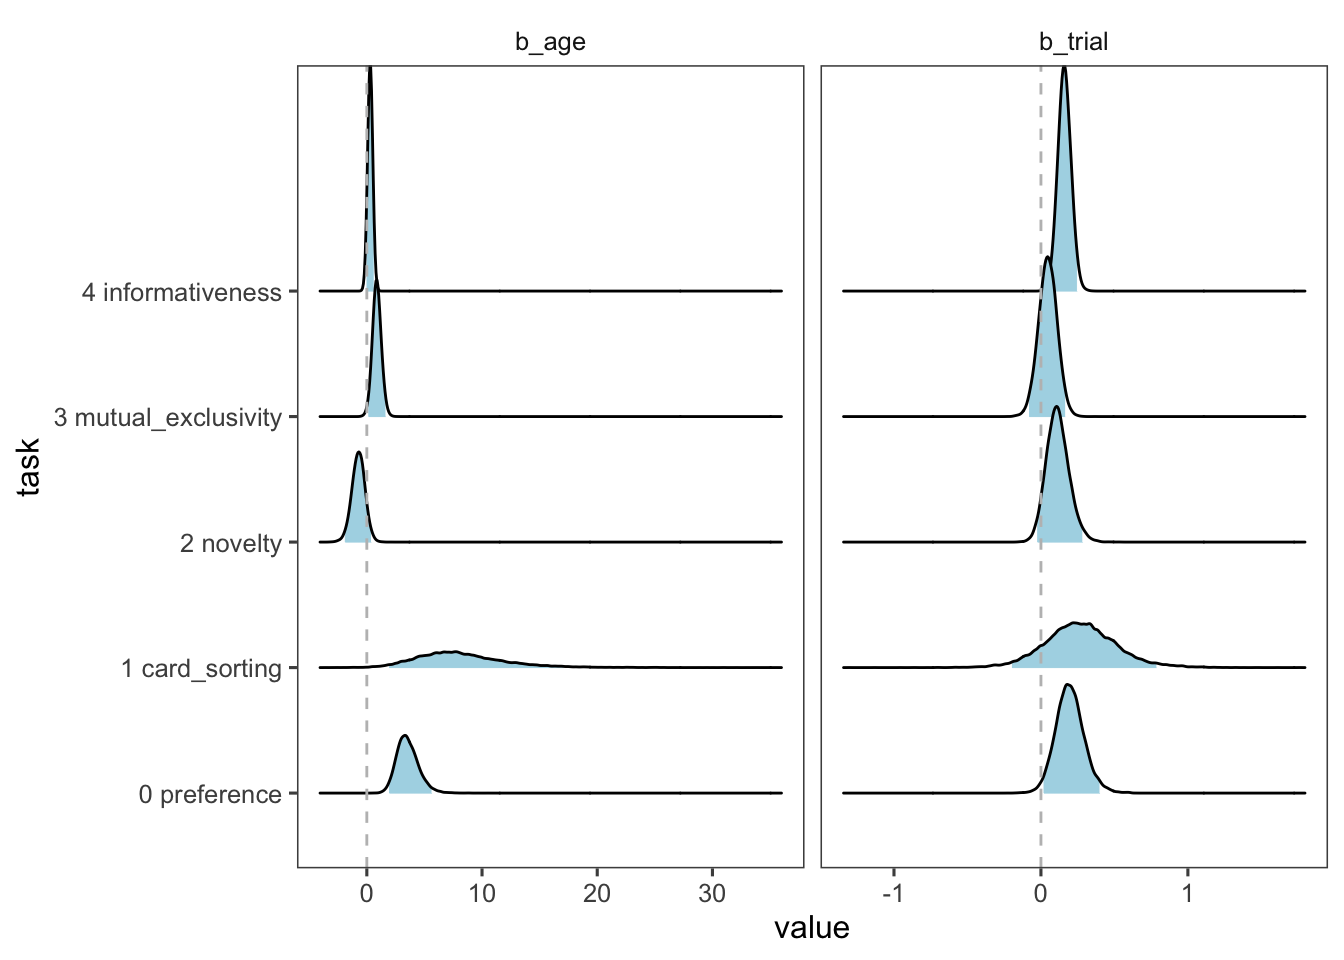 b_age
b_trial
task
4 informativeness
3 mutual_exclusivity
2 novelty
1 card_sorting
0 preference
0 10 20 30
-1 0 1
value